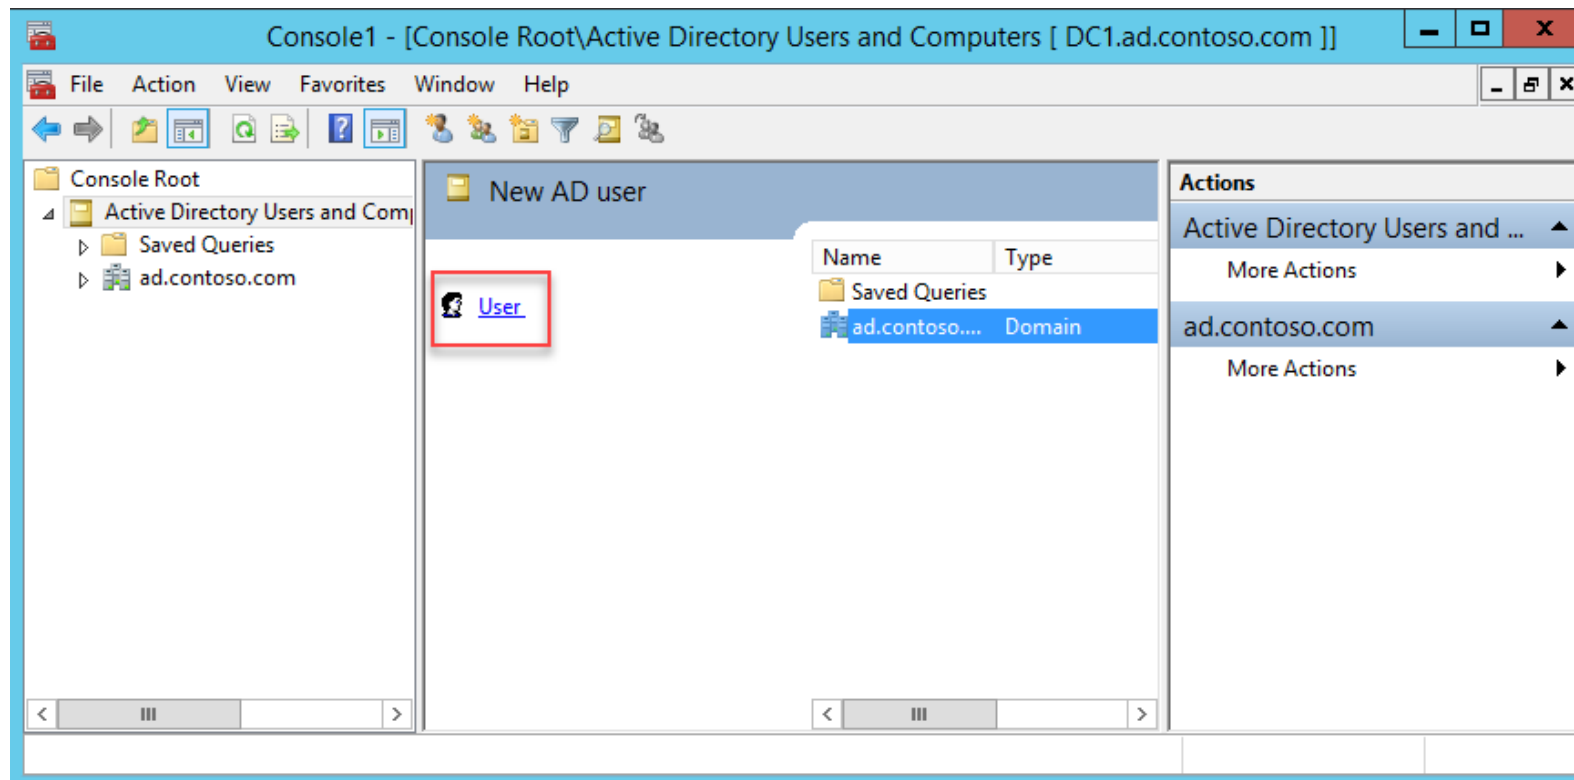 Console1 - [Console Root\Active Directory Users and Computers [ DC1.ad.contoso.com ]]
File Action View Favorites Window Help
Console Root
Active Directory Users and Com
Saved Queries
ad.contoso.com
New AD user
User
Name Type
Saved Queries
ad.contoso.... Domain
Actions
Active Directory Users and ...
More Actions
ad.contoso.com
More Actions